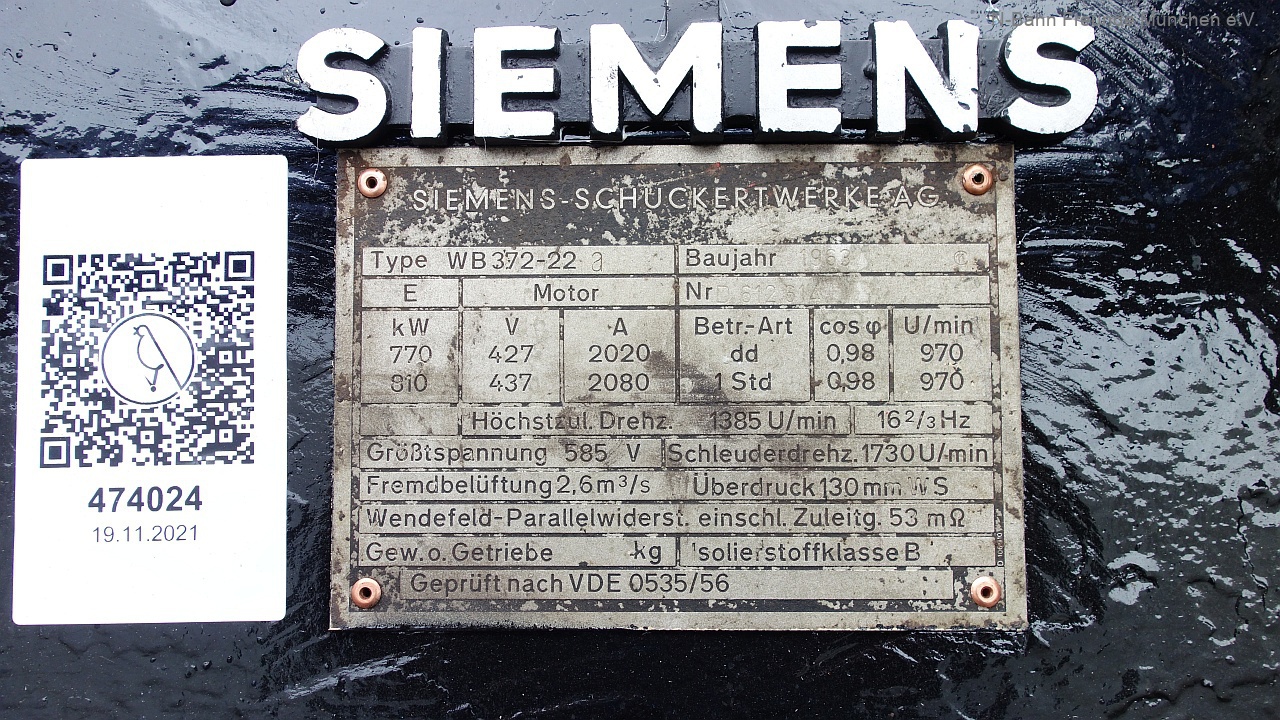 SIEMENS
SIEMENS-SCHUCKERTWERKE AG
Type WB 372-22 a Baujahr 1963
E Motor Nr
kW V A Betr-Art cos φ U/min
770 427 2020 dd 0,98 970
810 437 2080 1 Std 0,98 970
Höchstzul. Drehz. 1385 U/min 16 2/3 Hz
Größtspannung 585 V Schleuderdrehz. 1730 U/min
Fremdbelüftung 2,6 m³/s Überdruck 130 mm WS
Wendefeld-Parallelwiderst. einschl. Zuleitg. 53 mΩ
Gew. o. Getriebe kg Isolierstoffklasse B
Geprüft nach VDE 0535/56
474024
19.11.2021
München e.V.